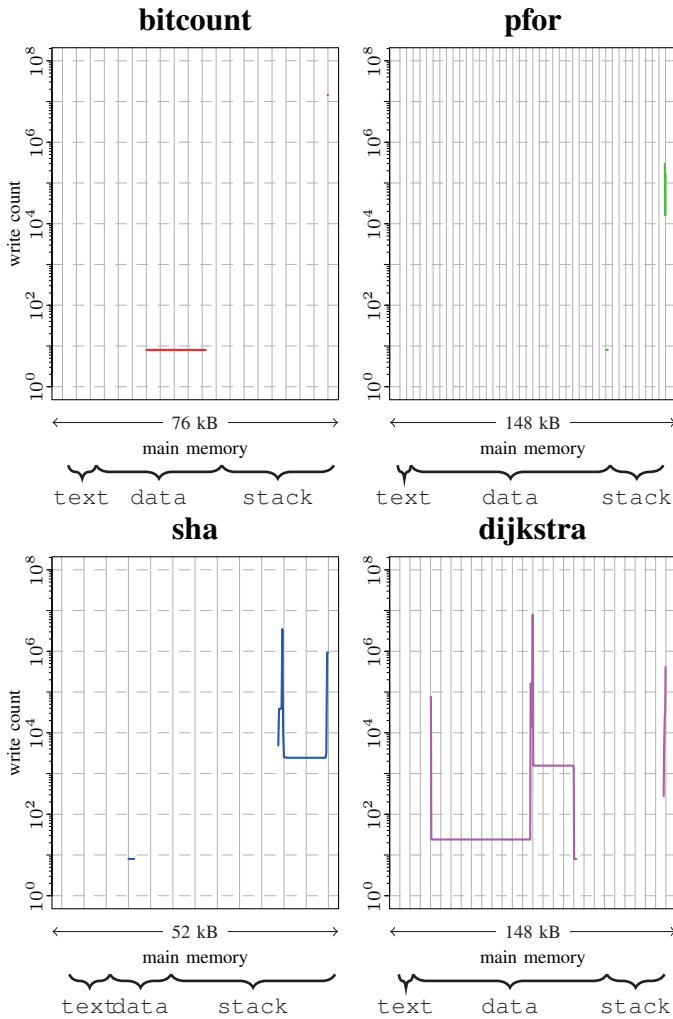 bitcount
pfor
write count
10^0
10^2
10^4
10^6
10^8
10^0
10^2
10^4
10^6
10^8
76 kB
148 kB
main memory
main memory
text
data
stack
text
data
stack
sha
dijkstra
write count
10^0
10^2
10^4
10^6
10^8
10^0
10^2
10^4
10^6
10^8
52 kB
148 kB
main memory
main memory
text
data
stack
text
data
stack